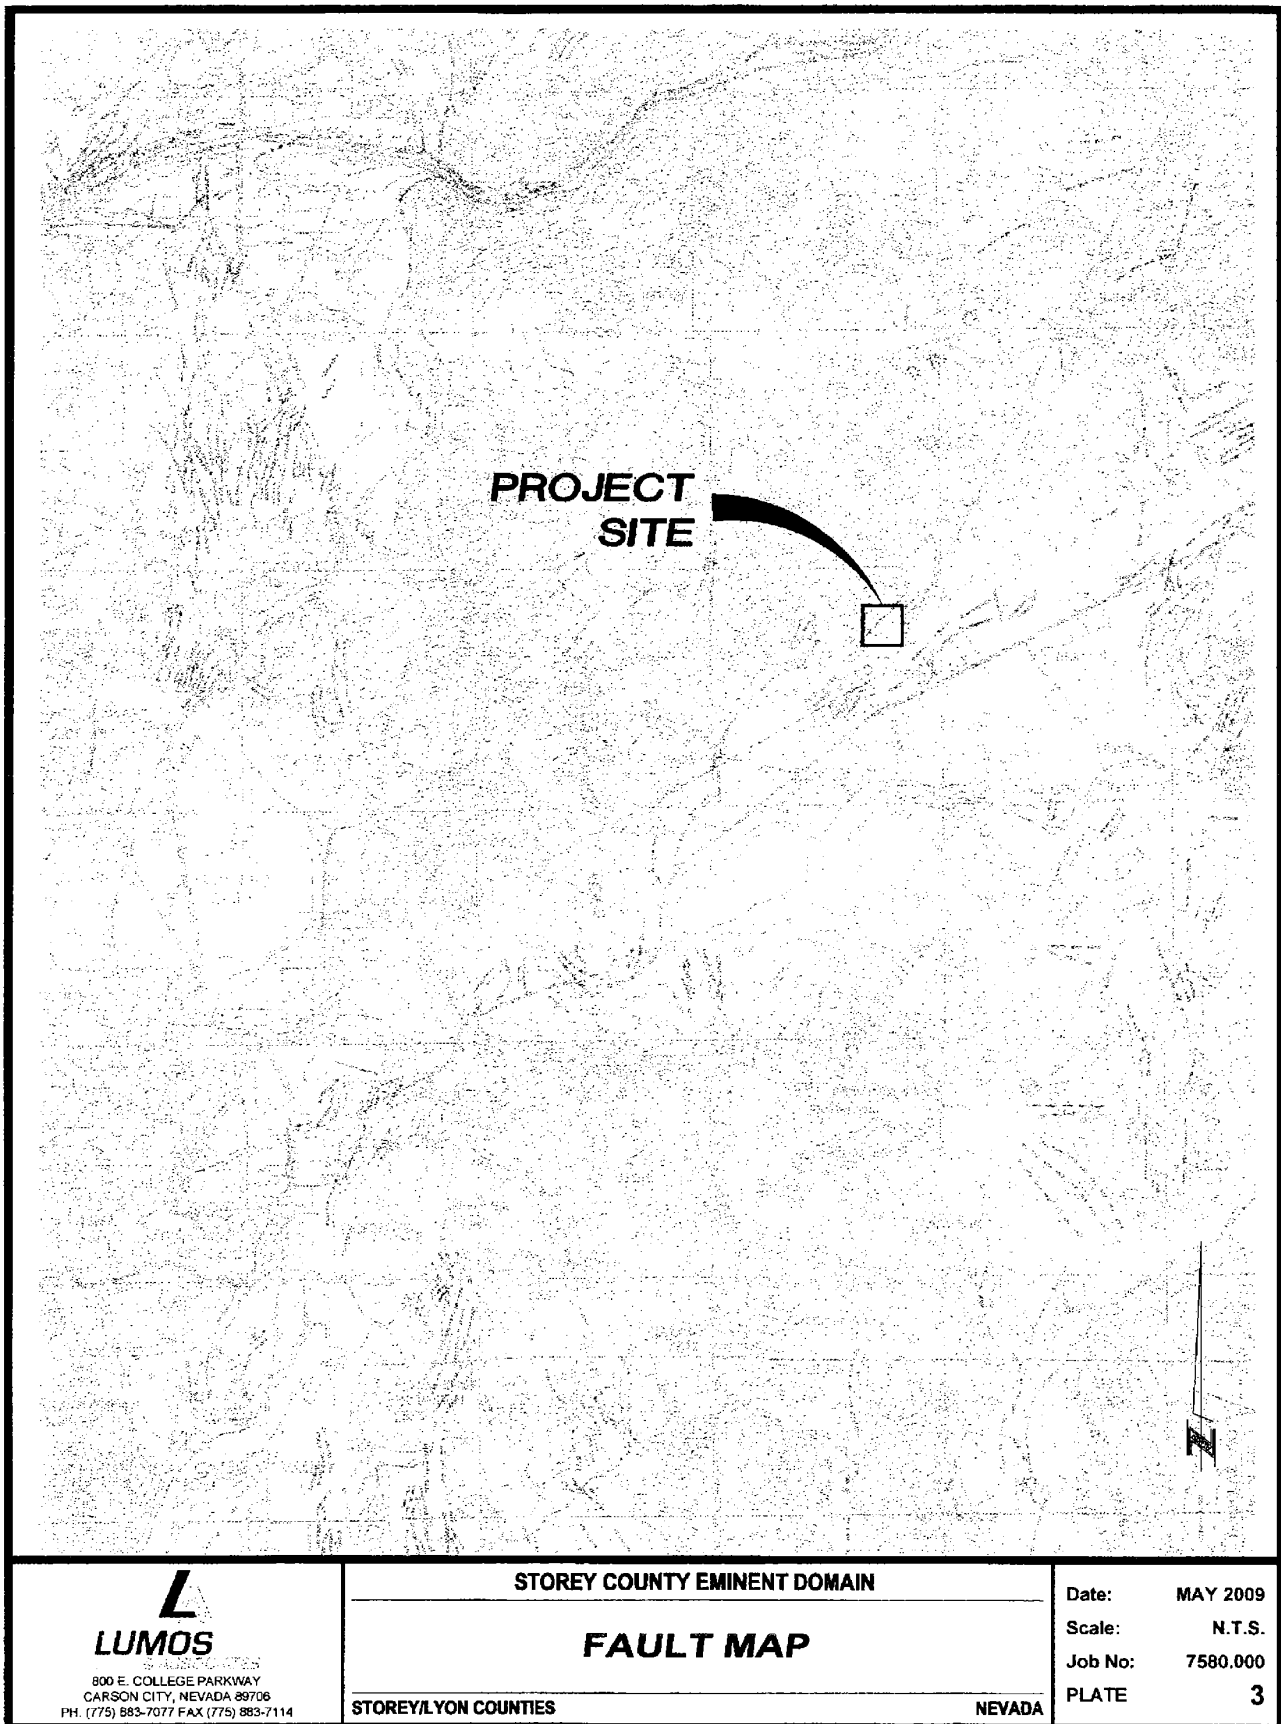 PROJECT
SITE
LUMOS
& ASSOCIATES
800 E. COLLEGE PARKWAY
CARSON CITY, NEVADA 89706
PH. (775) 883-7077 FAX (775) 883-7114
STOREY COUNTY EMINENT DOMAIN
FAULT MAP
STOREY/LYON COUNTIES NEVADA
Date: MAY 2009
Scale: N.T.S.
Job No: 7580.000
PLATE 3
N